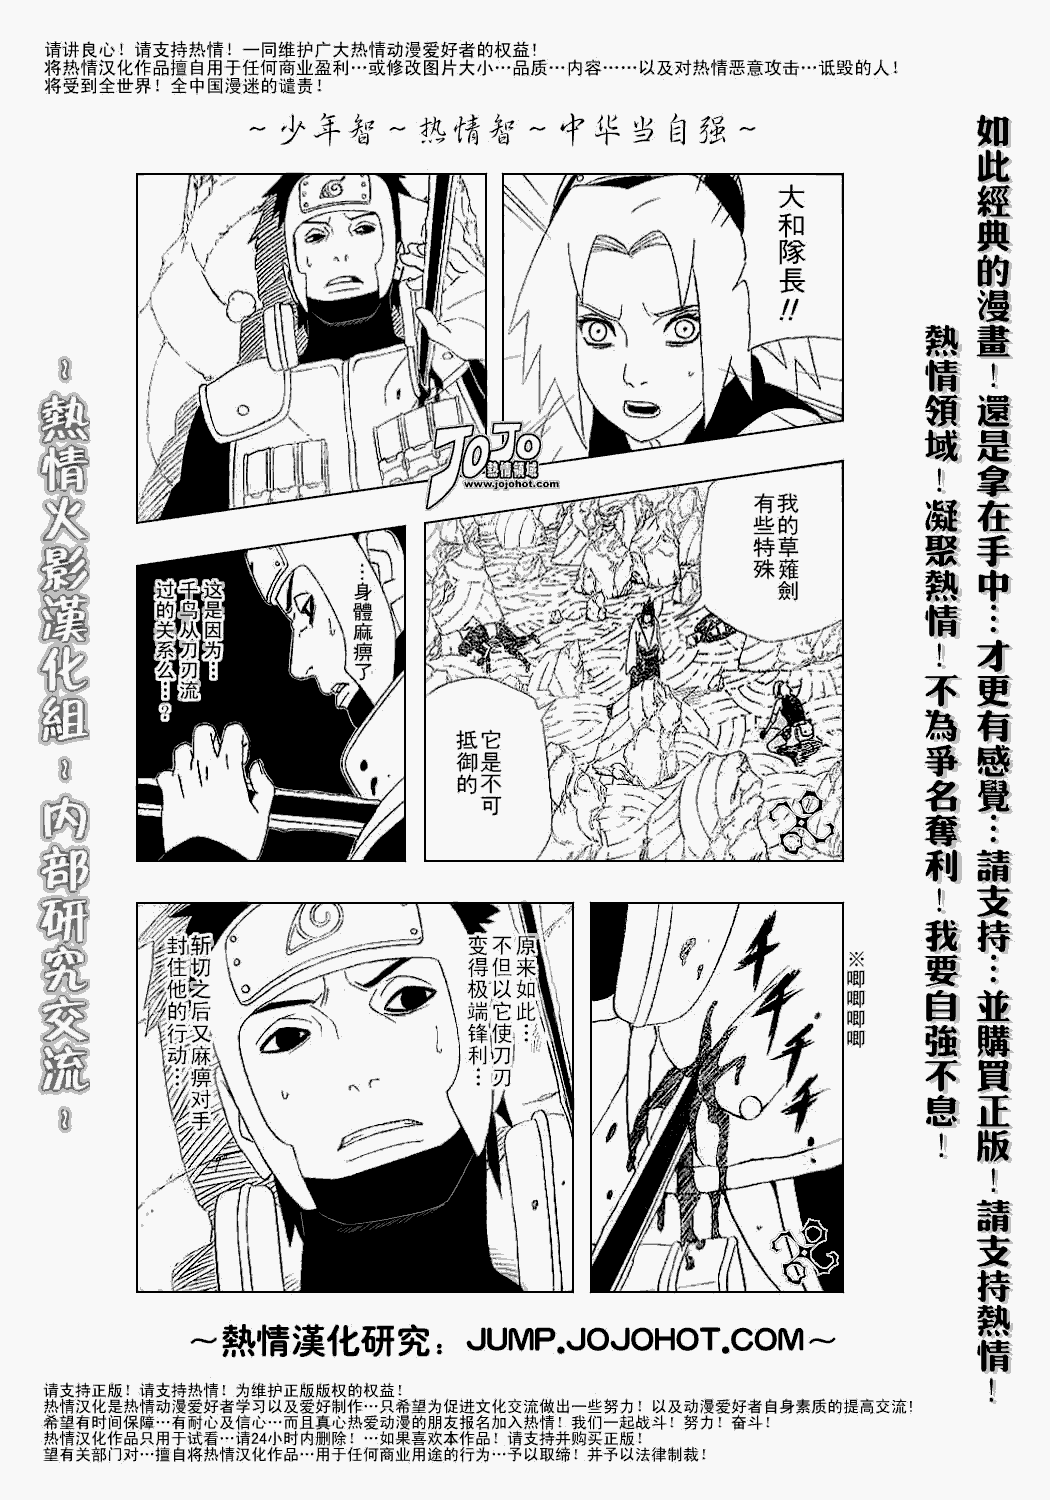 请讲良心！请支持热情！一同维护广大热情动漫爱好者的权益！
将热情汉化作品擅自用于任何商业盈利…或修改图片大小…品质…内容……以及对热情恶意攻击…诋毁的人！
将受到全世界！全中国漫迷的谴责！
～少年智～热情智～中华当自强～
如此經典的漫畫！還是拿在手中…才更有感覺…請支持…並購買正版！請支持熱情！
熱情領域！凝聚熱情！不為爭名奪利！我要自強不息！
～熱情火影漢化組～内部研究交流～
大和隊長!!
JOJO
熱情領域
www.jojohot.com
我的草薙劍
有些特殊
它是不可
抵御的
…身體麻痹了
这是因为…
千鸟从刀刃流
过的关系么…？
チチチチ
※唧唧唧唧
原来如此…
不但以它使刀刃
变得极端锋利…
斩切之后又麻痹对手
封住他的行动…
～熱情漢化研究：JUMP.JOJOHOT.COM～
请支持正版！请支持热情！为维护正版版权的权益！
热情汉化是热情动漫爱好者学习以及爱好制作…只希望为促进文化交流做出一些努力！以及动漫爱好者自身素质的提高交流！
希望有时间保障…有耐心及信心…而且真心热爱动漫的朋友报名加入热情！我们一起战斗！努力！奋斗！
热情汉化作品只用于试看…请24小时内删除！…如果喜欢本作品！请支持并购买正版！
望有关部门对…擅自将热情汉化作品…用于任何商业用途的行为…予以取缔！并予以法律制裁！